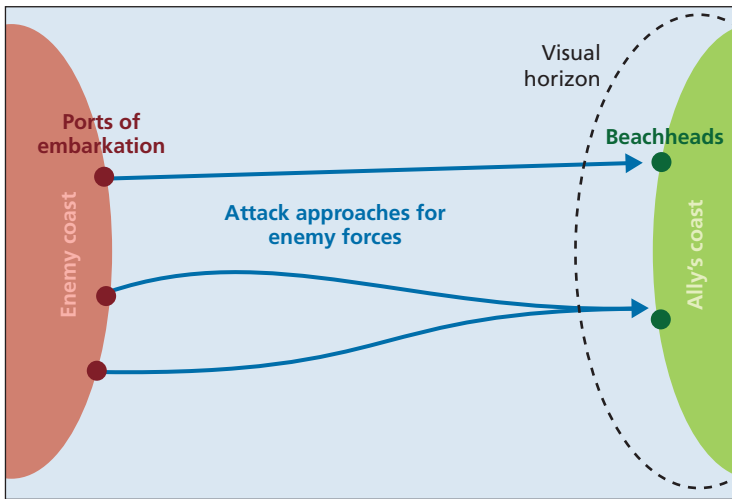 Visual
horizon
Ports of
embarkation
Beachheads
Attack approaches for
enemy forces
Enemy coast
Ally's coast